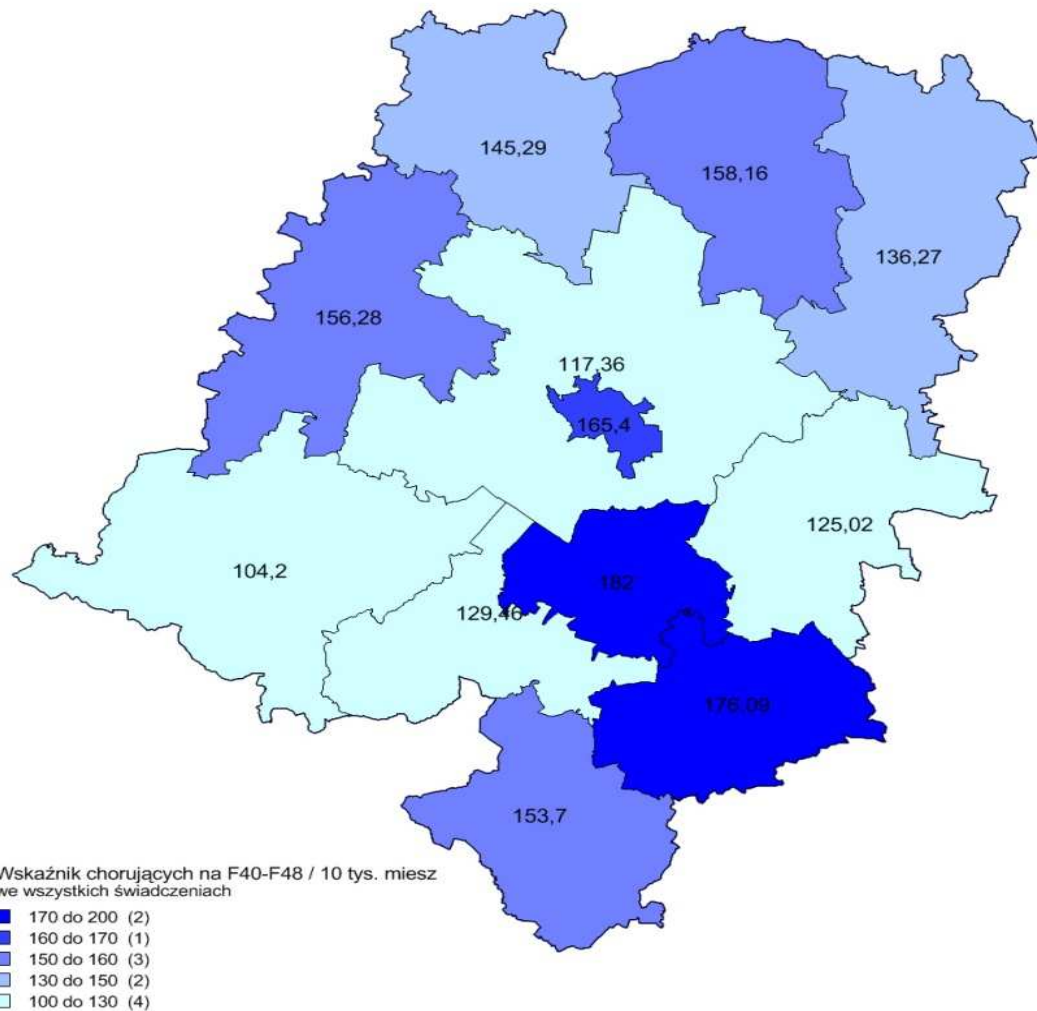 145,29
158,16
136,27
156,28
117,36
165,4
125,02
104,2
182
129,46
176,09
153,7
Wskaźnik chorujących na F40-F48 / 10 tys. miesz
we wszystkich świadczeniach
170 do 200 (2)
160 do 170 (1)
150 do 160 (3)
130 do 150 (2)
100 do 130 (4)